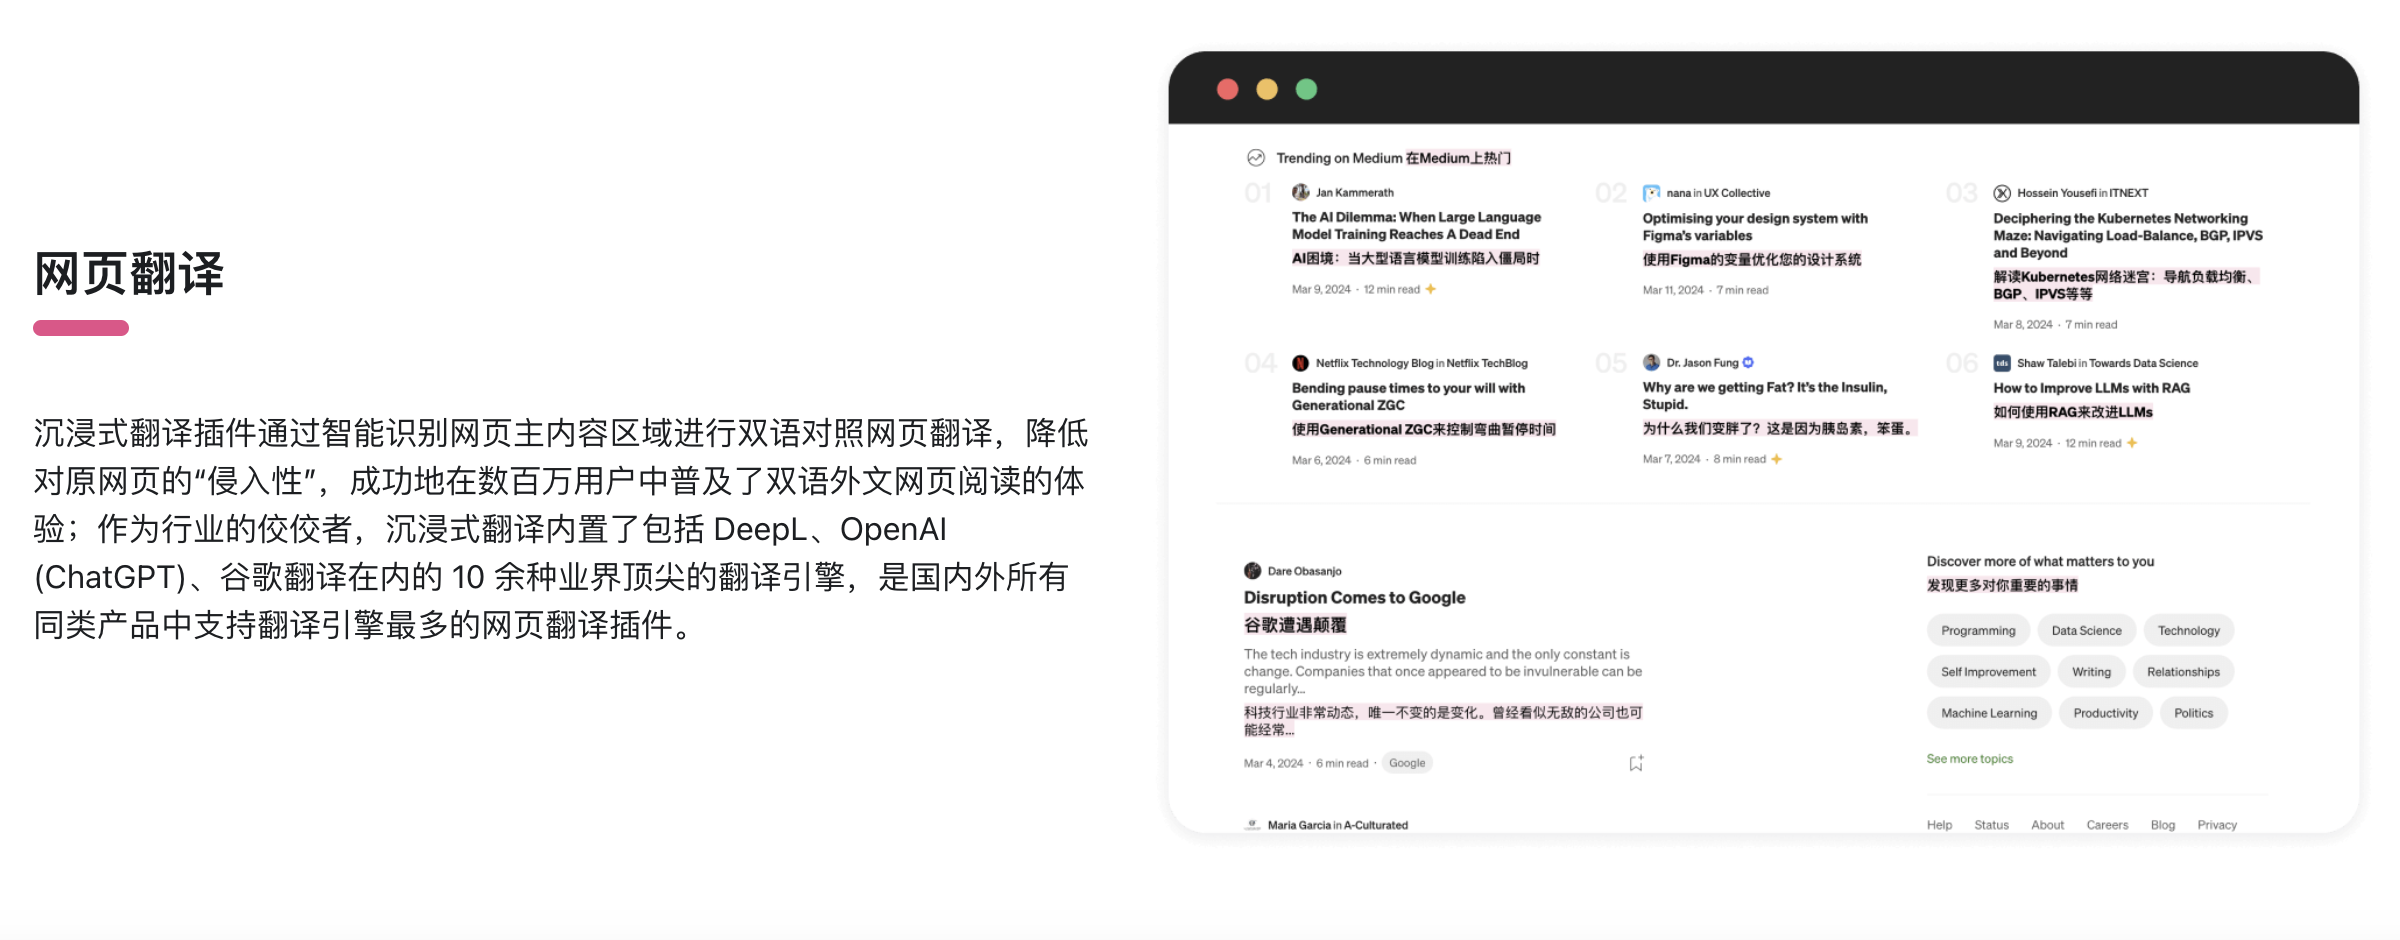 网页翻译
沉浸式翻译插件通过智能识别网页主内容区域进行双语对照网页翻译，降低
对原网页的“侵入性”，成功地在数百万用户中普及了双语外文网页阅读的体
验；作为行业的佼佼者，沉浸式翻译内置了包括 DeepL、OpenAI
(ChatGPT)、谷歌翻译在内的 10 余种业界顶尖的翻译引擎，是国内外所有
同类产品中支持翻译引擎最多的网页翻译插件。
Trending on Medium 在Medium上热门
01
Jan Kammerath
The AI Dilemma: When Large Language
Model Training Reaches A Dead End
AI困境：当大型语言模型训练陷入僵局时
Mar 9, 2024 · 12 min read
02
nana in UX Collective
Optimising your design system with
Figma’s variables
使用Figma的变量优化您的设计系统
Mar 11, 2024 · 7 min read
03
Hossein Yousefi in ITNEXT
Deciphering the Kubernetes Networking
Maze: Navigating Load-Balance, BGP, IPVS
and Beyond
解读Kubernetes网络迷宫：导航负载均衡、
BGP、IPVS等等
Mar 8, 2024 · 7 min read
04
Netflix Technology Blog in Netflix TechBlog
Bending pause times to your will with
Generational ZGC
使用Generational ZGC来控制弯曲暂停时间
Mar 6, 2024 · 6 min read
05
Dr. Jason Fung
Why are we getting Fat? It’s the Insulin,
Stupid.
为什么我们变胖了？这是因为胰岛素，笨蛋。
Mar 7, 2024 · 8 min read
06
tds
Shaw Talebi in Towards Data Science
How to Improve LLMs with RAG
如何使用RAG来改进LLMs
Mar 9, 2024 · 12 min read
Dare Obasanjo
Disruption Comes to Google
谷歌遭遇颠覆
The tech industry is extremely dynamic and the only constant is
change. Companies that once appeared to be invulnerable can be
regularly...
科技行业非常动态，唯一不变的是变化。曾经看似无敌的公司也可
能经常...
Mar 4, 2024 · 6 min read · Google
Maria Garcia in A-Culturated
Discover more of what matters to you
发现更多对你重要的事情
Programming Data Science Technology
Self Improvement Writing Relationships
Machine Learning Productivity Politics
See more topics
Help Status About Careers Blog Privacy